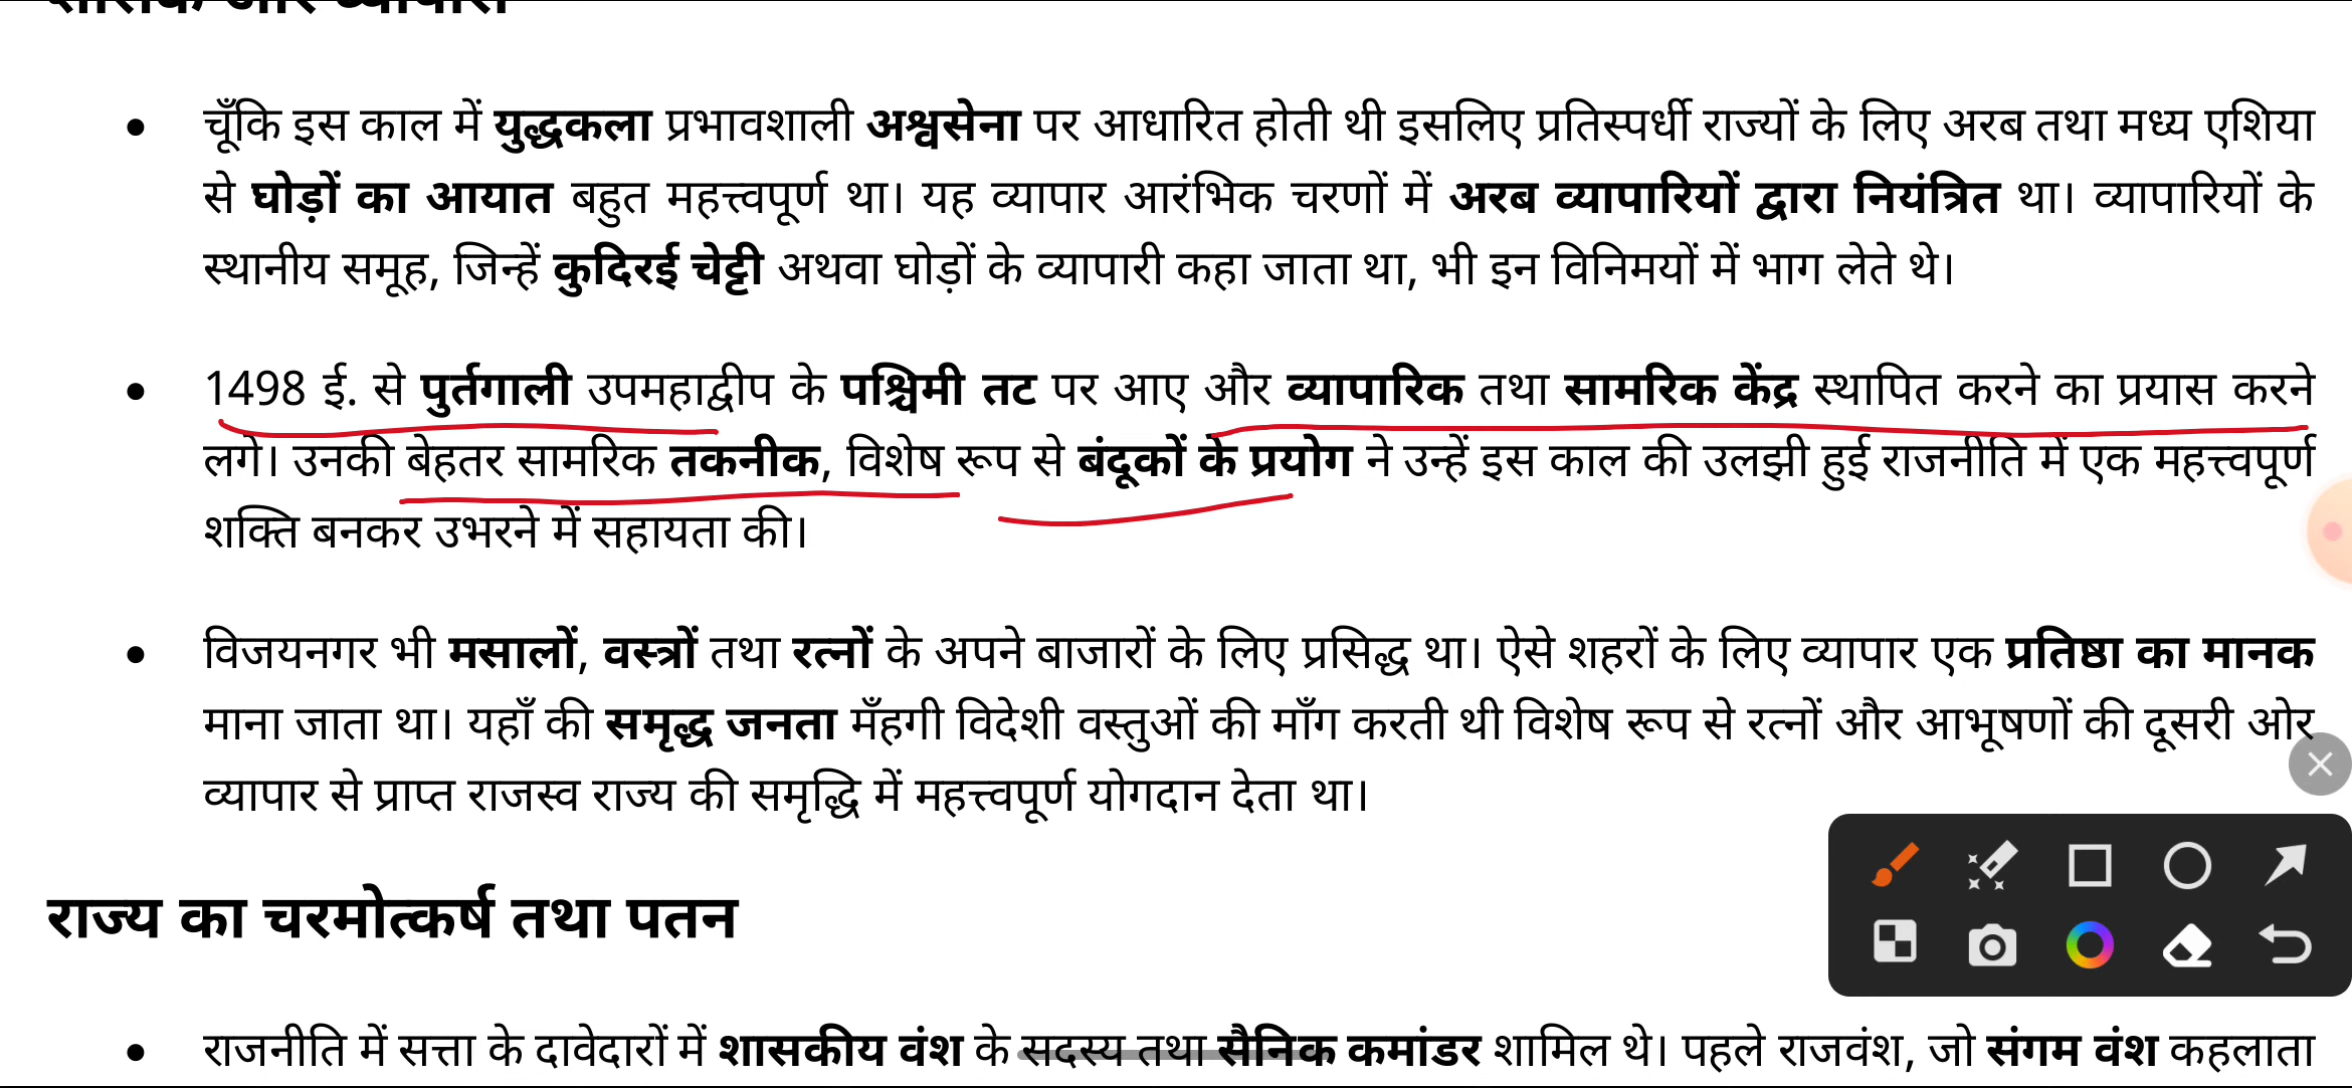 शासक और व्यापारी
चूँकि इस काल में युद्धकला प्रभावशाली अश्वसेना पर आधारित होती थी इसलिए प्रतिस्पर्धी राज्यों के लिए अरब तथा मध्य एशिया
से घोड़ों का आयात बहुत महत्त्वपूर्ण था। यह व्यापार आरंभिक चरणों में अरब व्यापारियों द्वारा नियंत्रित था। व्यापारियों के
स्थानीय समूह, जिन्हें कुदिरई चेट्टी अथवा घोड़ों के व्यापारी कहा जाता था, भी इन विनिमयों में भाग लेते थे।
1498 ई. से पुर्तगाली उपमहाद्वीप के पश्चिमी तट पर आए और व्यापारिक तथा सामरिक केंद्र स्थापित करने का प्रयास करने
लगे। उनकी बेहतर सामरिक तकनीक, विशेष रूप से बंदूकों के प्रयोग ने उन्हें इस काल की उलझी हुई राजनीति में एक महत्त्वपूर्ण
शक्ति बनकर उभरने में सहायता की।
विजयनगर भी मसालों, वस्त्रों तथा रत्नों के अपने बाजारों के लिए प्रसिद्ध था। ऐसे शहरों के लिए व्यापार एक प्रतिष्ठा का मानक
माना जाता था। यहाँ की समृद्ध जनता मँहगी विदेशी वस्तुओं की माँग करती थी विशेष रूप से रत्नों और आभूषणों की दूसरी ओर
व्यापार से प्राप्त राजस्व राज्य की समृद्धि में महत्त्वपूर्ण योगदान देता था।
राज्य का चरमोत्कर्ष तथा पतन
राजनीति में सत्ता के दावेदारों में शासकीय वंश के सदस्य तथा सैनिक कमांडर शामिल थे। पहले राजवंश, जो संगम वंश कहलाता